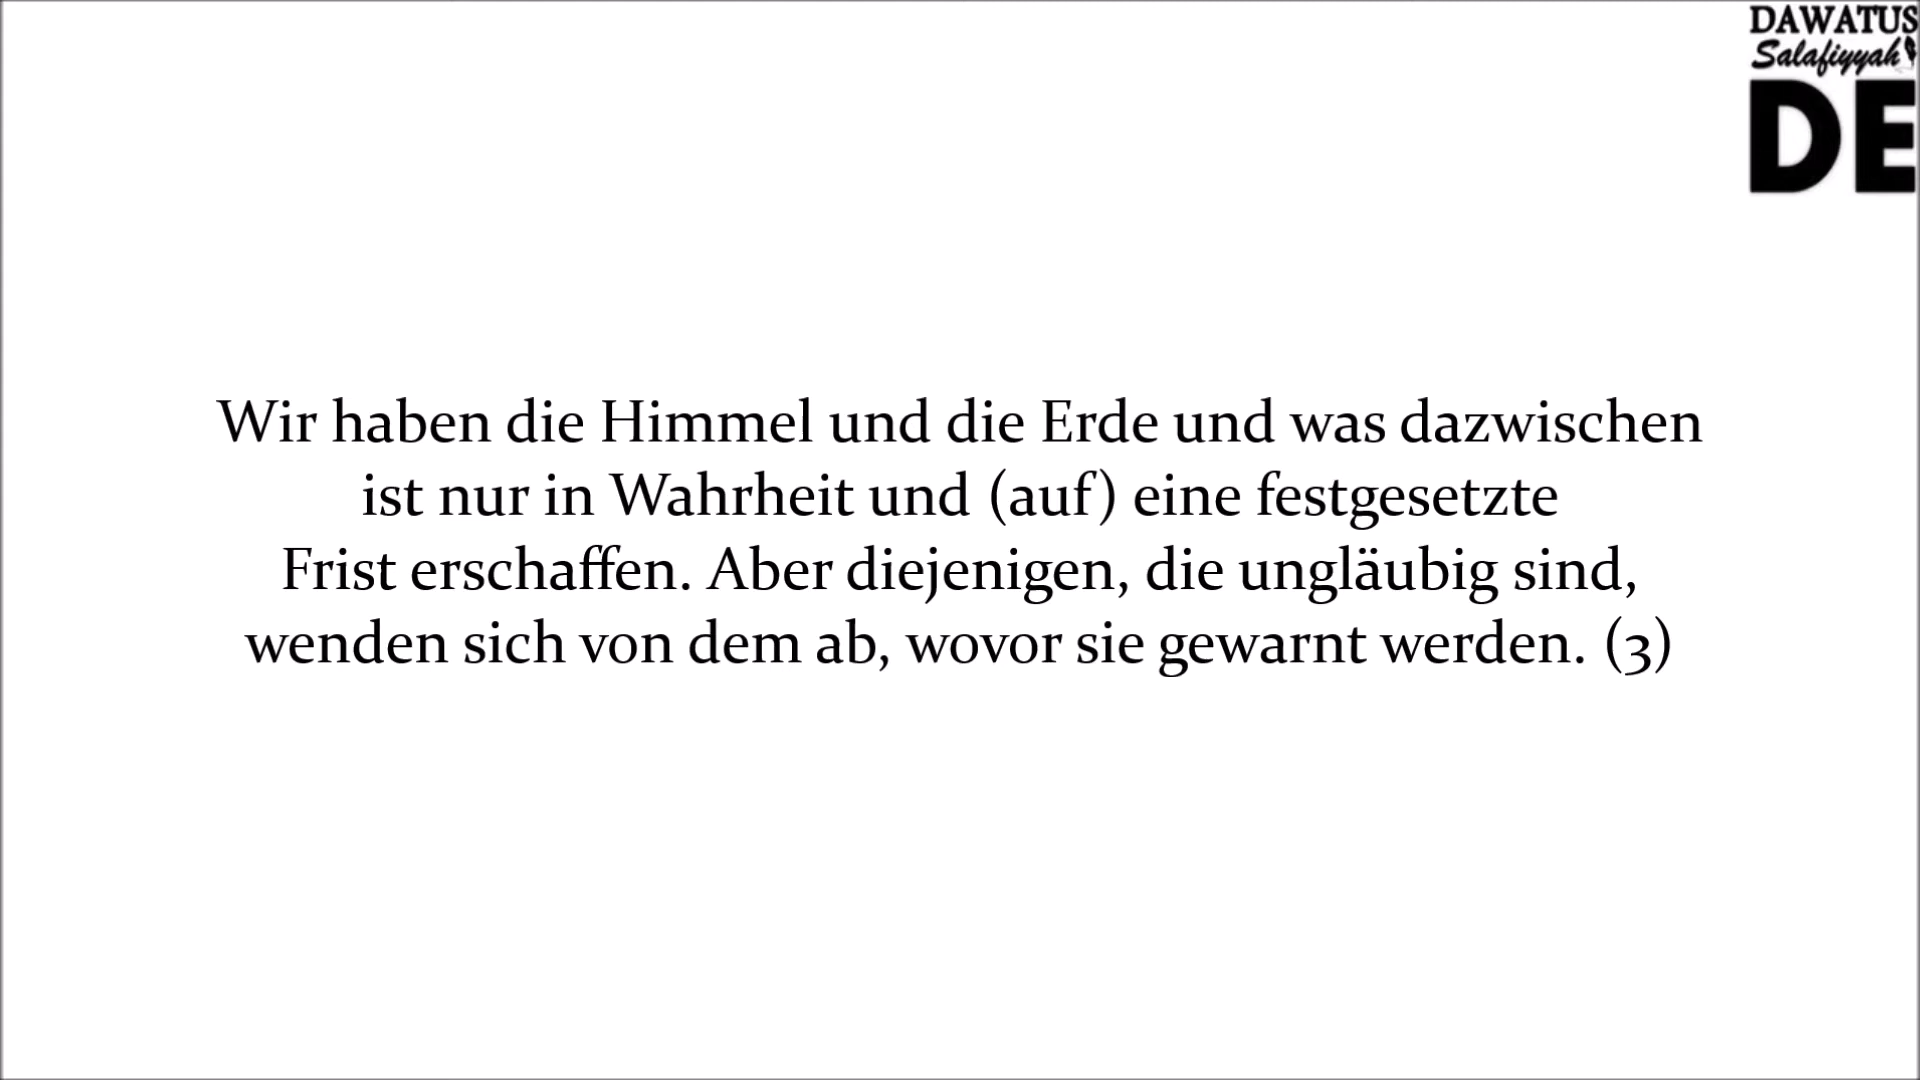 DAWATUS
Salafiyyah
DE
Wir haben die Himmel und die Erde und was dazwischen
ist nur in Wahrheit und (auf) eine festgesetzte
Frist erschaffen. Aber diejenigen, die ungläubig sind,
wenden sich von dem ab, wovor sie gewarnt werden. (3)